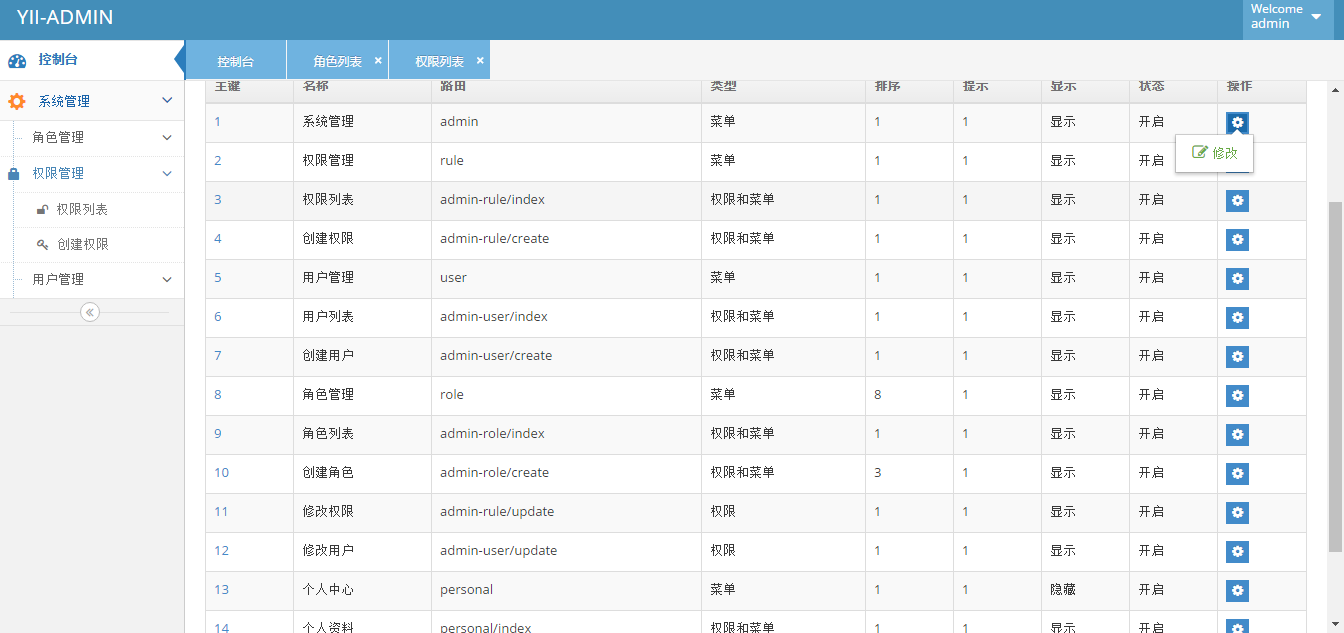 YII-ADMIN
Welcome
admin
控制台
系统管理
角色管理
权限管理
权限列表
创建权限
用户管理
控制台 角色列表 × 权限列表 ×
主键 名称 路由 类型 排序 提示 显示 状态 操作
1 系统管理 admin 菜单 1 1 显示 开启
修改
2 权限管理 rule 菜单 1 1 显示 开启
3 权限列表 admin-rule/index 权限和菜单 1 1 显示 开启
4 创建权限 admin-rule/create 权限和菜单 1 1 显示 开启
5 用户管理 user 菜单 1 1 显示 开启
6 用户列表 admin-user/index 权限和菜单 1 1 显示 开启
7 创建用户 admin-user/create 权限和菜单 1 1 显示 开启
8 角色管理 role 菜单 8 1 显示 开启
9 角色列表 admin-role/index 权限和菜单 1 1 显示 开启
10 创建角色 admin-role/create 权限和菜单 3 1 显示 开启
11 修改权限 admin-rule/update 权限 1 1 显示 开启
12 修改用户 admin-user/update 权限 1 1 显示 开启
13 个人中心 personal 菜单 1 1 隐藏 开启
14 个人资料 personal/index 权限和菜单 1 1 显示 开启